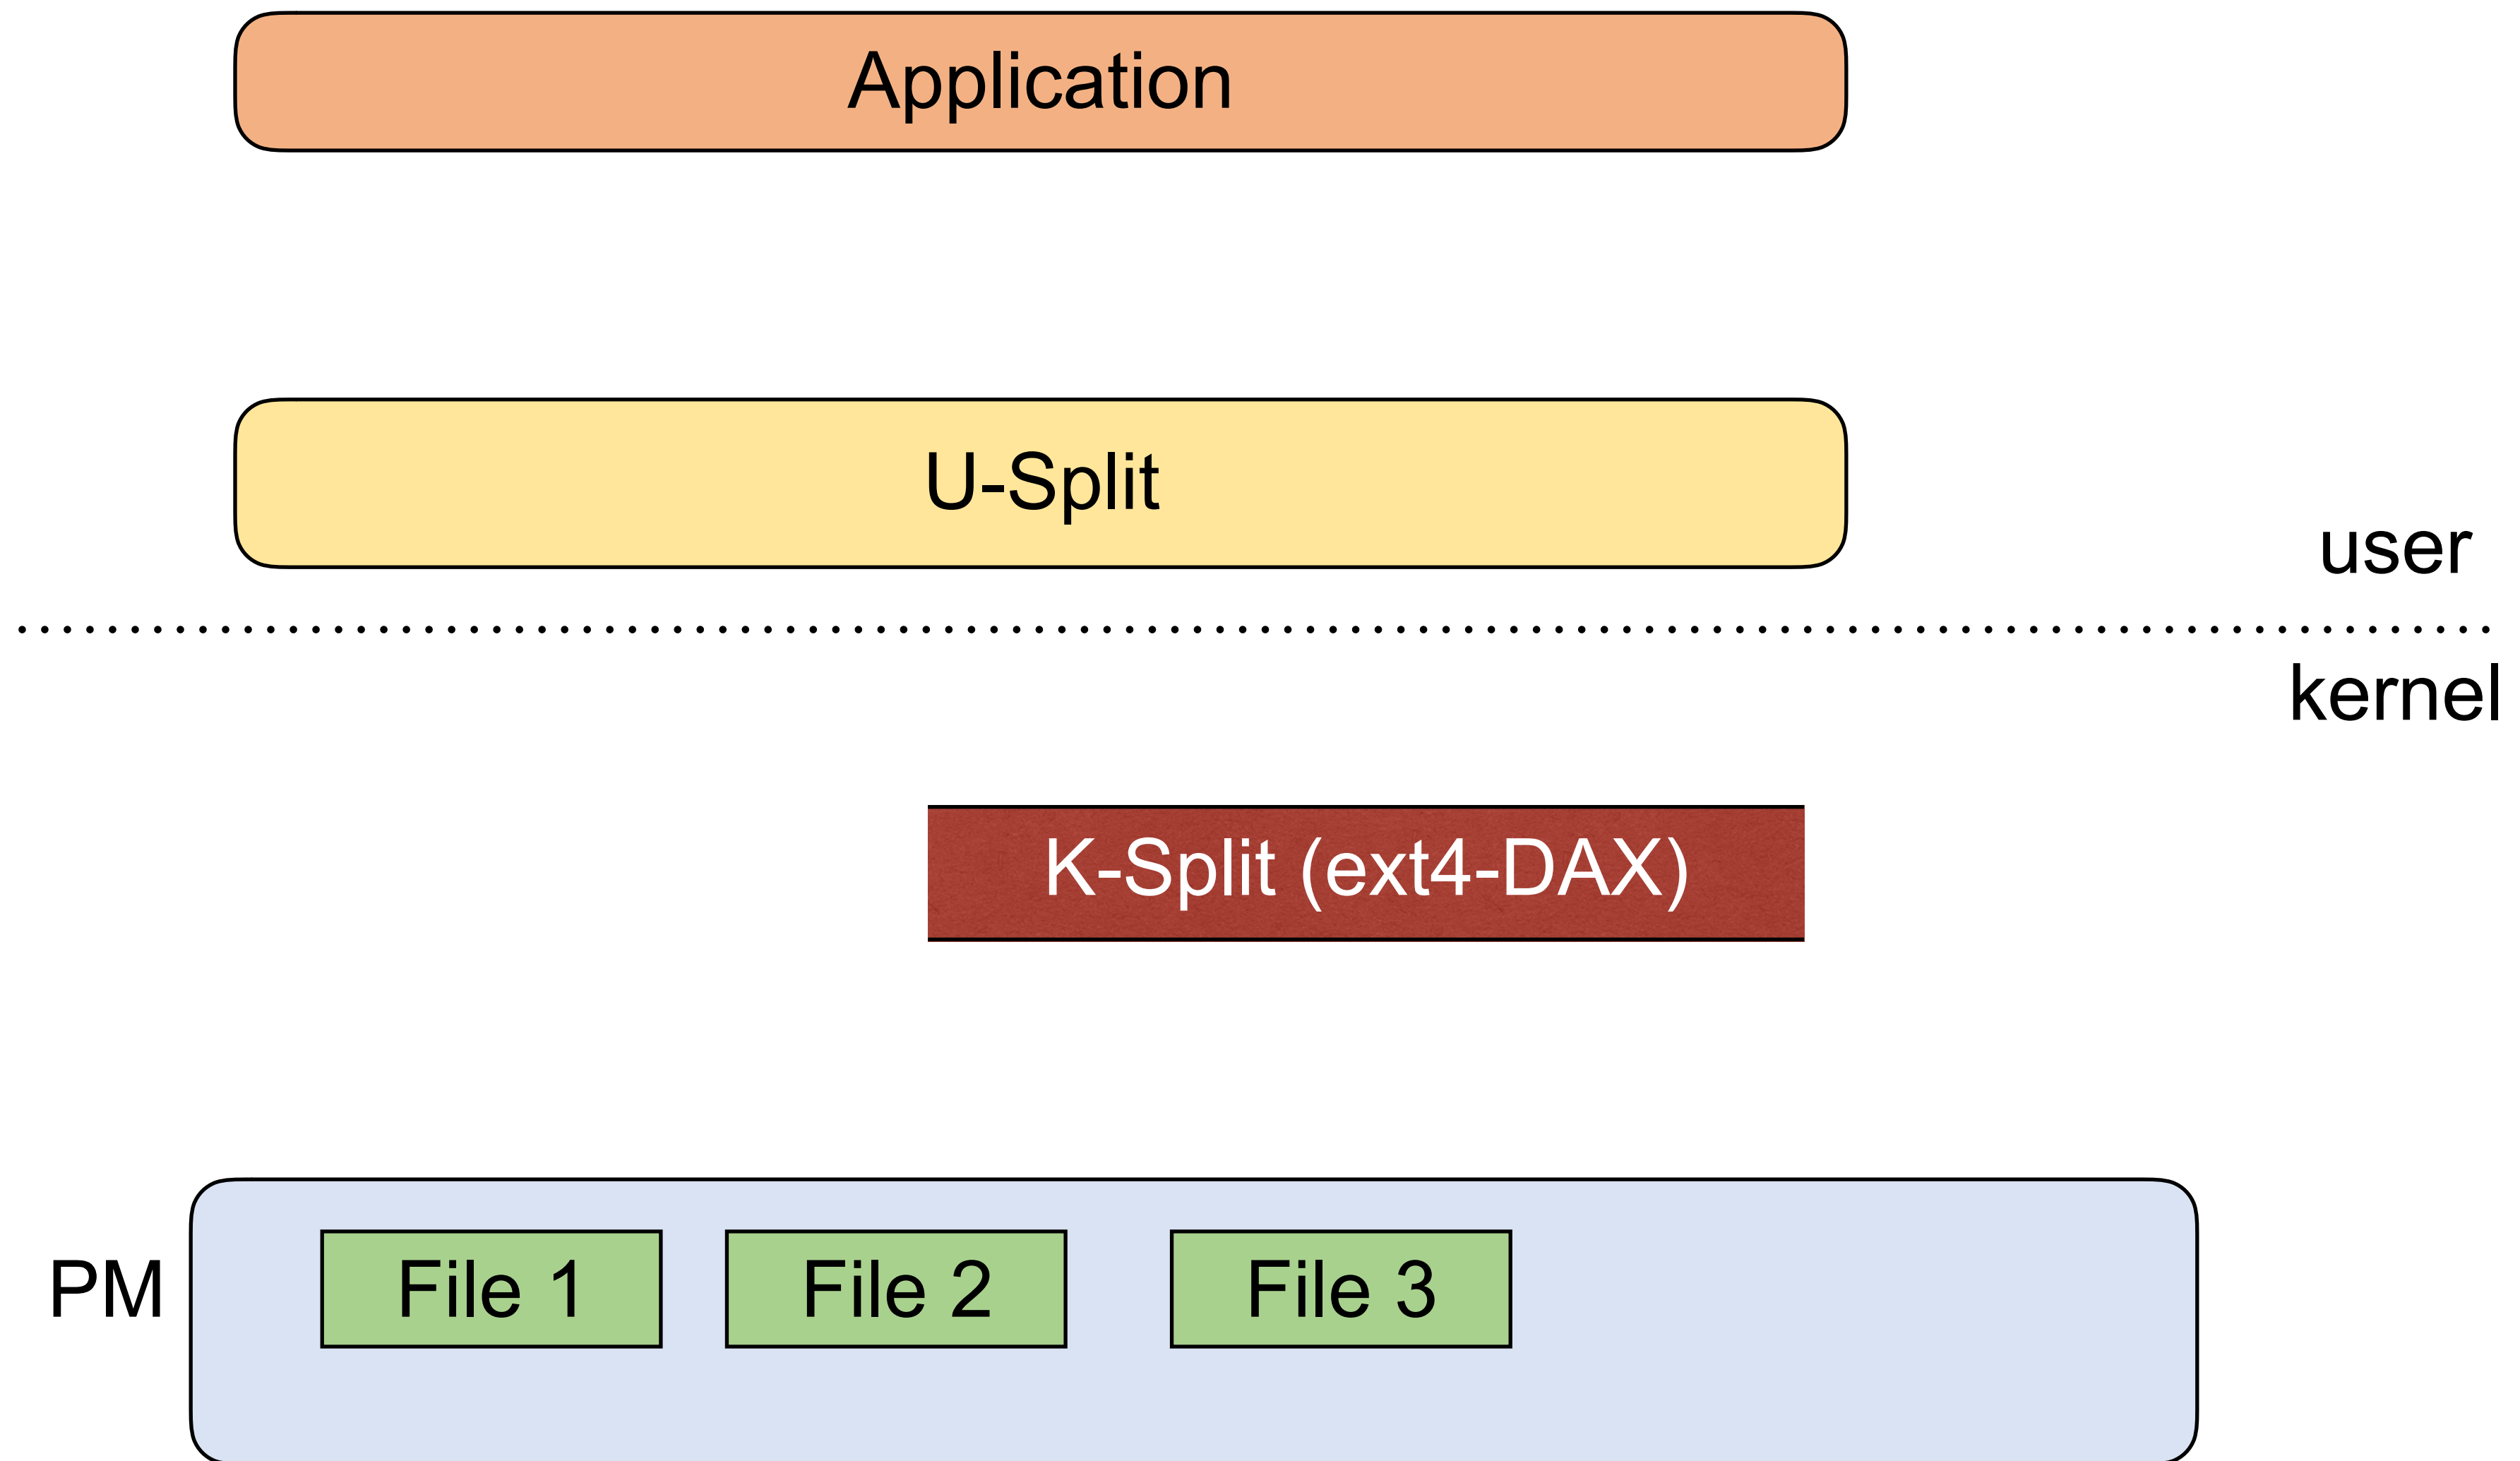 Application
U-Split
user
kernel
K-Split (ext4-DAX)
PM
File 1
File 2
File 3